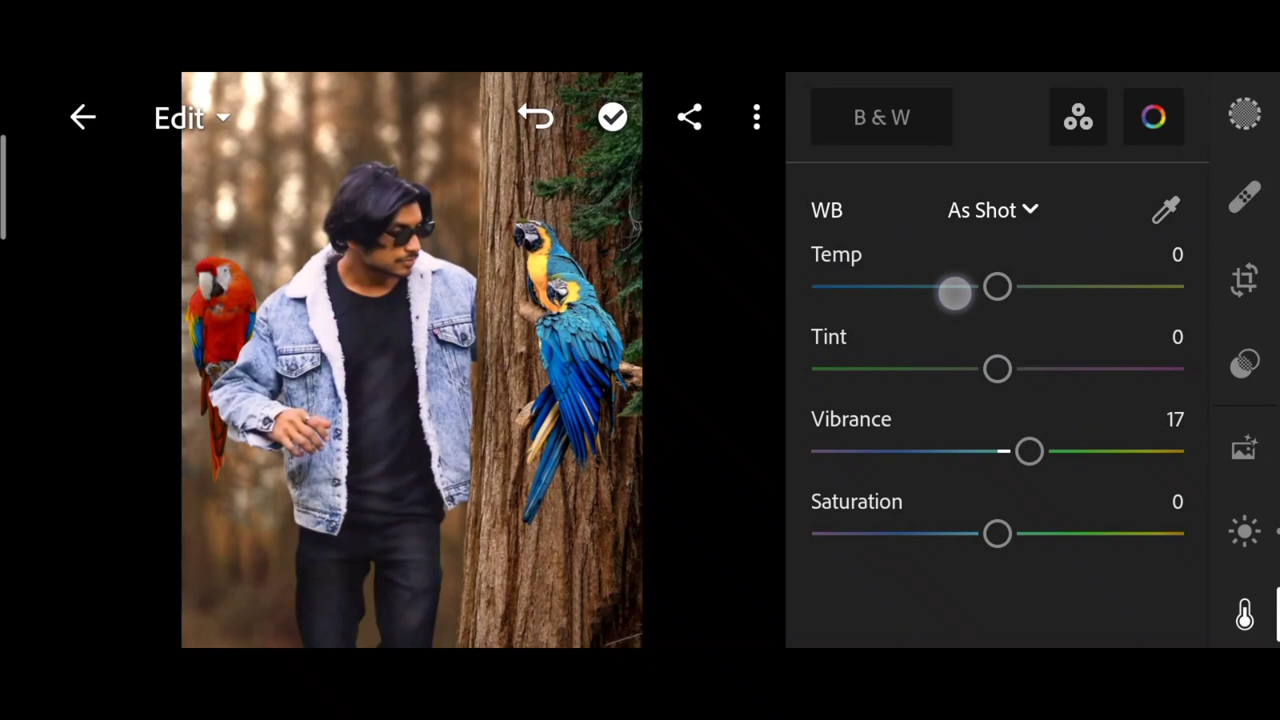 Edit
B & W
WB As Shot
Temp 0
Tint 0
Vibrance 17
Saturation 0